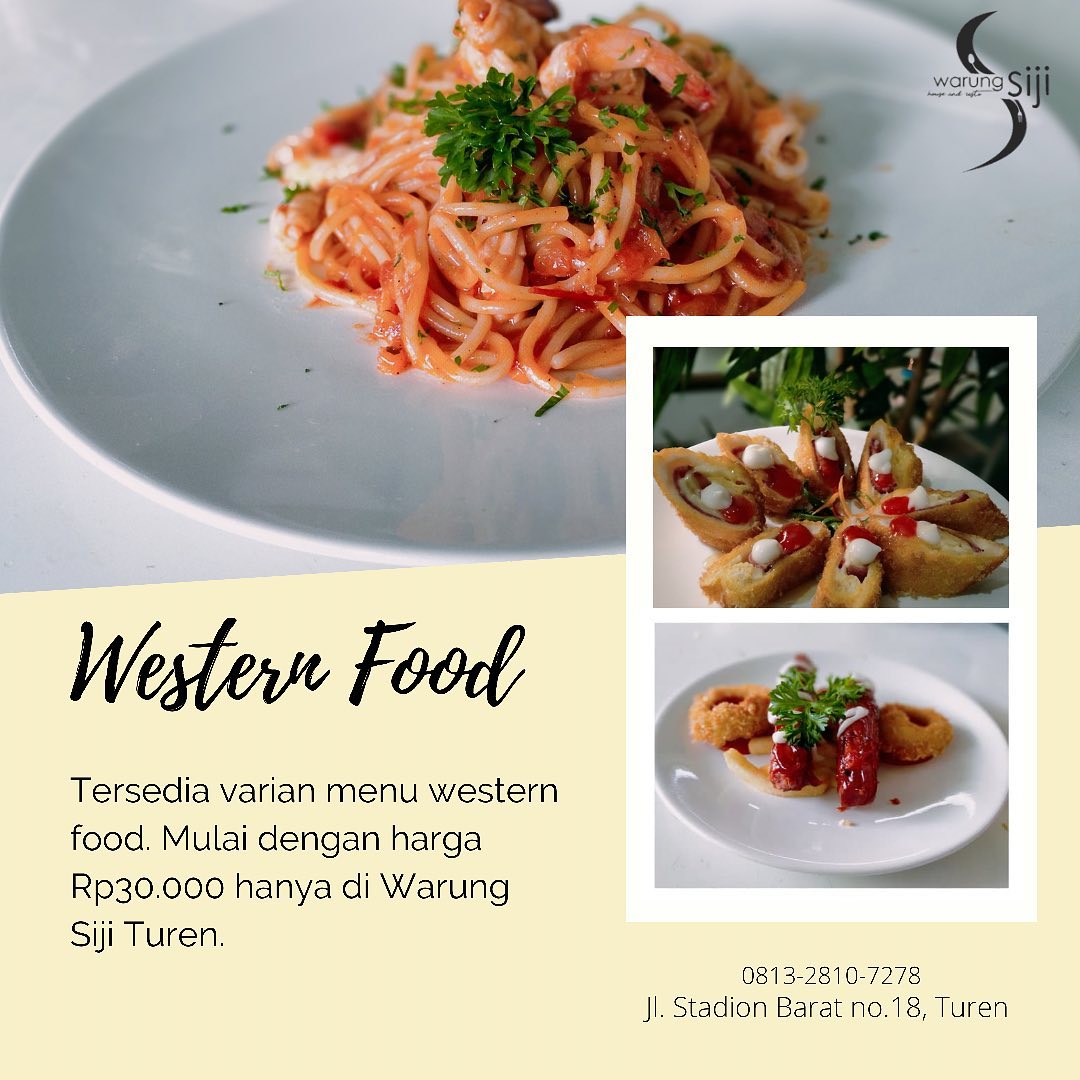 warung Siji
house and resto
Western Food
Tersedia varian menu western
food. Mulai dengan harga
Rp30.000 hanya di Warung
Siji Turen.
0813-2810-7278
Jl. Stadion Barat no.18, Turen